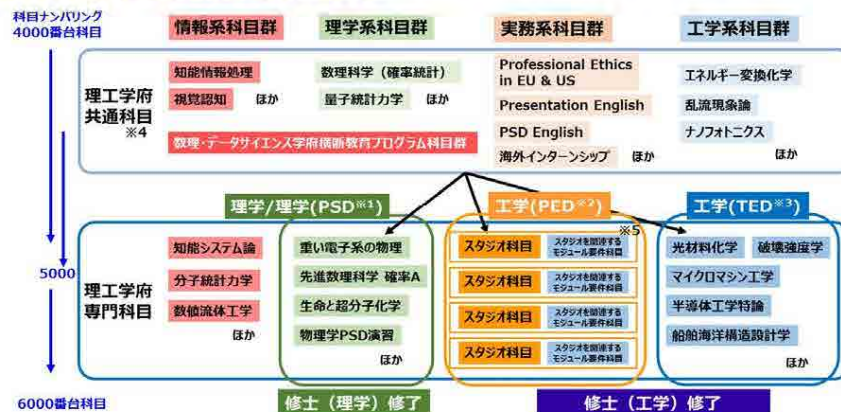 科目ナンバリング
4000番台科目
情報系科目群
理学系科目群
実務系科目群
工学系科目群
理工学府
共通科目
※4
知能情報処理
視覚認知
ほか
数理科学（確率統計）
量子統計力学
ほか
数理・データサイエンス学府横断教育プログラム科目群
Professional Ethics
in EU & US
Presentation English
PSD English
海外インターンシップ
ほか
エネルギー変換化学
乱流現象論
ナノフォトニクス
ほか
理学/理学(PSD※1)
工学(PED※2)
工学(TED※3)
※5
5000
理工学府
専門科目
知能システム論
分子統計力学
数値流体工学
ほか
重い電子系の物理
先進数理科学 確率A
生命と超分子化学
物理学PSD演習
ほか
スタジオ科目
スタジオを関連する
モジュール要件科目
スタジオ科目
スタジオを関連する
モジュール要件科目
スタジオ科目
スタジオを関連する
モジュール要件科目
スタジオ科目
スタジオを関連する
モジュール要件科目
光材料化学
破壊強度学
マイクロマシン工学
半導体工学特論
船舶海洋構造設計学
ほか
6000番台科目
修士（理学）修了
修士（工学）修了